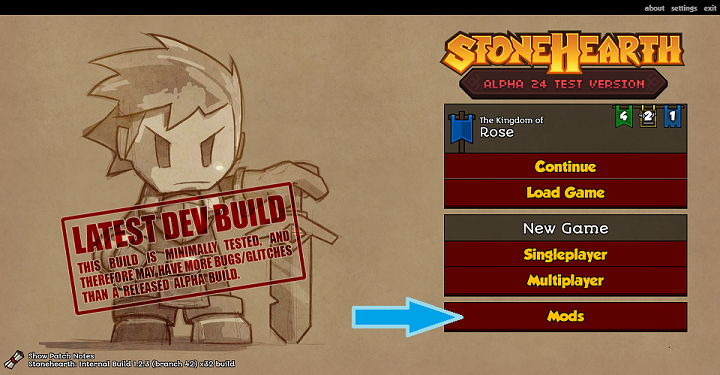 about settings exit
STONEHEARTH
ALPHA 24 TEST VERSION
The Kingdom of
Rose
4 2 1
Continue
Load Game
New Game
Singleplayer
Multiplayer
Mods
LATEST DEV BUILD
THIS BUILD IS MINIMALLY TESTED, AND
THEREFORE MAY HAVE MORE BUGS/GLITCHES
THAN A RELEASED ALPHA BUILD.
Show Patch Notes
Stonehearth: Internal Build 1.2.3 (branch 42) x32 build